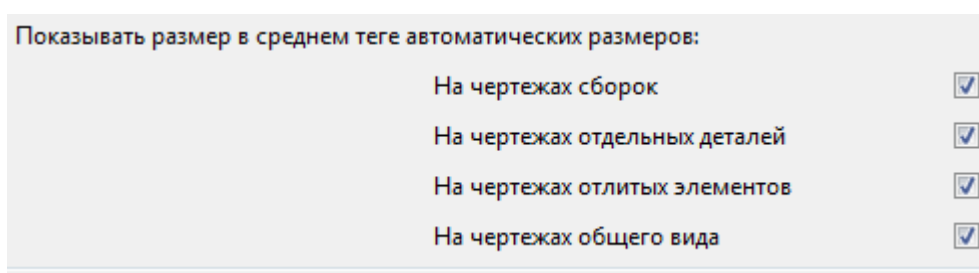 Показывать размер в среднем теге автоматических размеров:
На чертежах сборок
На чертежах отдельных деталей
На чертежах отлитых элементов
На чертежах общего вида